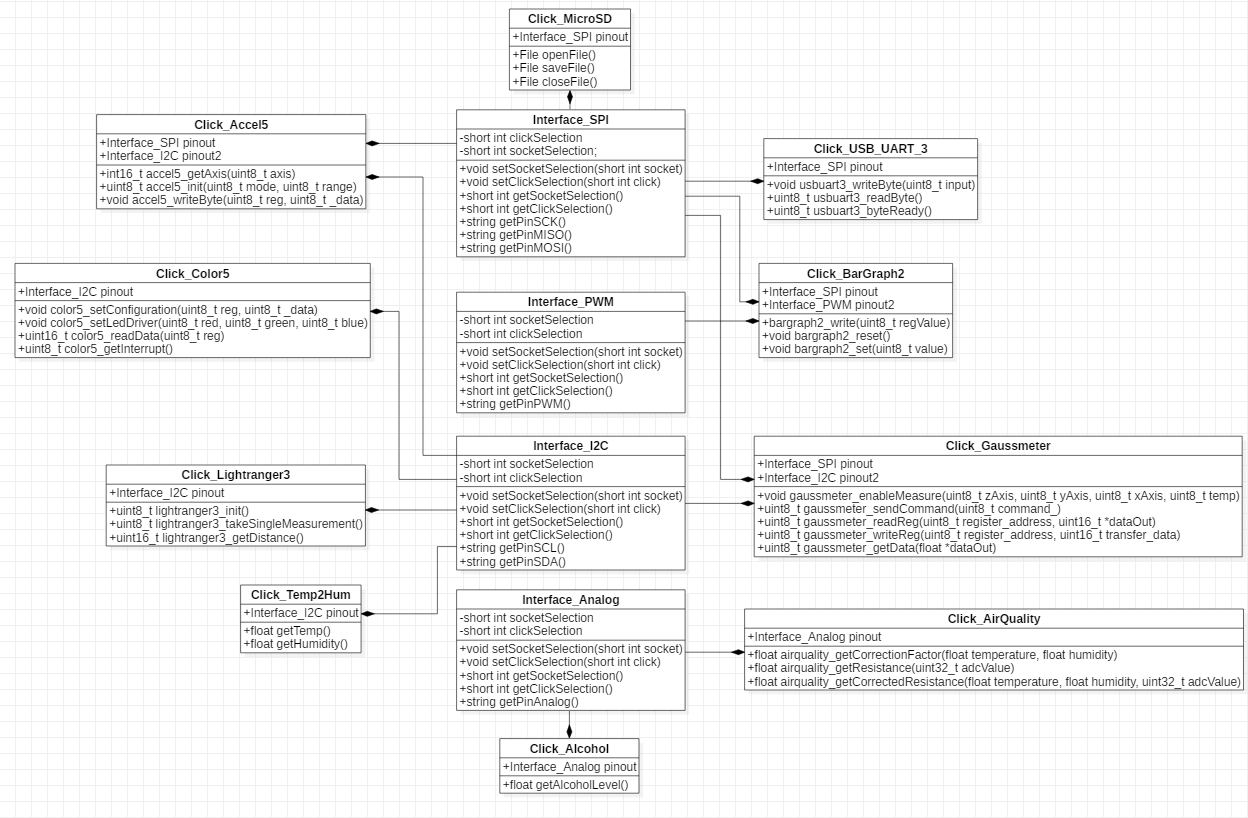 Click_MicroSD
+Interface_SPI pinout
+File openFile()
+File saveFile()
+File closeFile()
Click_Accel5
+Interface_SPI pinout
+Interface_I2C pinout2
+int16_t accel5_getAxis(uint8_t axis)
+uint8_t accel5_init(uint8_t mode, uint8_t range)
+void accel5_writeByte(uint8_t reg, uint8_t _data)
Interface_SPI
-short int clickSelection
-short int socketSelection;
+void setSocketSelection(short int socket)
+void setClickSelection(short int click)
+short int getSocketSelection()
+short int getClickSelection()
+string getPinSCK()
+string getPinMISO()
+string getPinMOSI()
Click_USB_UART_3
+Interface_SPI pinout
+void usbuart3_writeByte(uint8_t input)
+uint8_t usbuart3_readByte()
+uint8_t usbuart3_byteReady()
Click_Color5
+Interface_I2C pinout
+void color5_setConfiguration(uint8_t reg, uint8_t _data)
+void color5_setLedDriver(uint8_t red, uint8_t green, uint8_t blue)
+uint16_t color5_readData(uint8_t reg)
+uint8_t color5_getInterrupt()
Interface_PWM
-short int socketSelection
-short int clickSelection
+void setSocketSelection(short int socket)
+void setClickSelection(short int click)
+short int getSocketSelection()
+short int getClickSelection()
+string getPinPWM()
Click_BarGraph2
+Interface_SPI pinout
+Interface_PWM pinout2
+bargraph2_write(uint8_t regValue)
+void bargraph2_reset()
+void bargraph2_set(uint8_t value)
Click_Lightranger3
+Interface_I2C pinout
+uint8_t lightranger3_init()
+uint8_t lightranger3_takeSingleMeasurement()
+uint16_t lightranger3_getDistance()
Interface_I2C
-short int socketSelection
-short int clickSelection
+void setSocketSelection(short int socket)
+void setClickSelection(short int click)
+short int getSocketSelection()
+short int getClickSelection()
+string getPinSCL()
+string getPinSDA()
Click_Gaussmeter
+Interface_SPI pinout
+Interface_I2C pinout2
+void gaussmeter_enableMeasure(uint8_t zAxis, uint8_t yAxis, uint8_t xAxis, uint8_t temp)
+uint8_t gaussmeter_sendCommand(uint8_t command_)
+uint8_t gaussmeter_readReg(uint8_t register_address, uint16_t *dataOut)
+uint8_t gaussmeter_writeReg(uint8_t register_address, uint16_t transfer_data)
+uint8_t gaussmeter_getData(float *dataOut)
Click_Temp2Hum
+Interface_I2C pinout
+float getTemp()
+float getHumidity()
Interface_Analog
-short int socketSelection
-short int clickSelection
+void setSocketSelection(short int socket)
+void setClickSelection(short int click)
+short int getSocketSelection()
+short int getClickSelection()
+string getPinAnalog()
Click_AirQuality
+Interface_Analog pinout
+float airquality_getCorrectionFactor(float temperature, float humidity)
+float airquality_getResistance(uint32_t adcValue)
+float airquality_getCorrectedResistance(float temperature, float humidity, uint32_t adcValue)
Click_Alcohol
+Interface_Analog pinout
+float getAlcoholLevel()